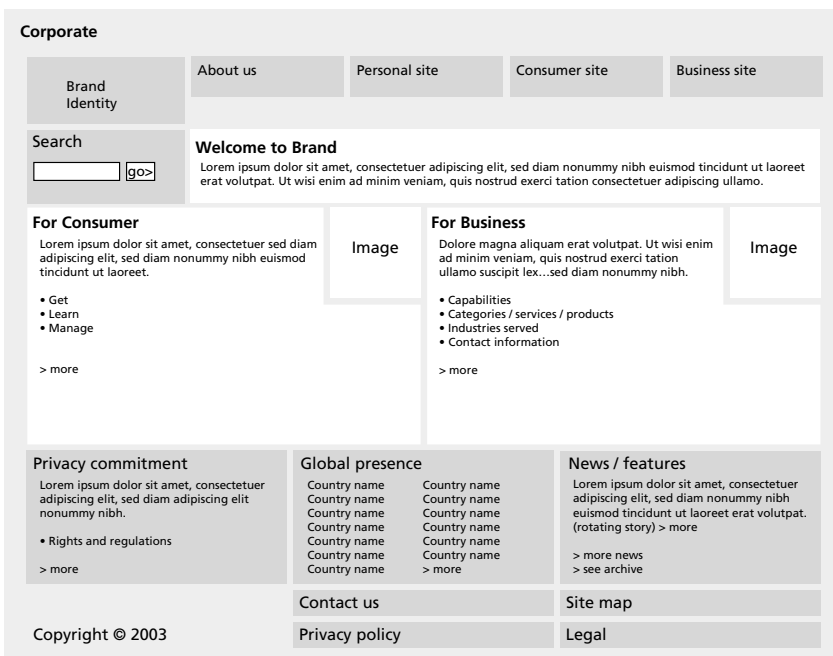 Corporate
Brand
Identity
About us
Personal site
Consumer site
Business site
Search
go>
Welcome to Brand
Lorem ipsum dolor sit amet, consectetuer adipiscing elit, sed diam nonummy nibh euismod tincidunt ut laoreet
erat volutpat. Ut wisi enim ad minim veniam, quis nostrud exerci tation consectetuer adipiscing ullamo.
For Consumer
Lorem ipsum dolor sit amet, consectetuer sed diam
adipiscing elit, sed diam nonummy nibh euismod
tincidunt ut laoreet.
• Get
• Learn
• Manage
> more
Image
For Business
Dolore magna aliquam erat volutpat. Ut wisi enim
ad minim veniam, quis nostrud exerci tation
ullamo suscipit lex...sed diam nonummy nibh.
• Capabilities
• Categories / services / products
• Industries served
• Contact information
> more
Image
Privacy commitment
Lorem ipsum dolor sit amet, consectetuer
adipiscing elit, sed diam adipiscing elit
nonummy nibh.
• Rights and regulations
> more
Global presence
Country name Country name
Country name Country name
Country name Country name
Country name Country name
Country name Country name
Country name Country name
Country name > more
News / features
Lorem ipsum dolor sit amet, consectetuer
adipiscing elit, sed diam nonummy nibh
euismod tincidunt ut laoreet erat volutpat.
(rotating story) > more
> more news
> see archive
Contact us
Site map
Copyright © 2003
Privacy policy
Legal